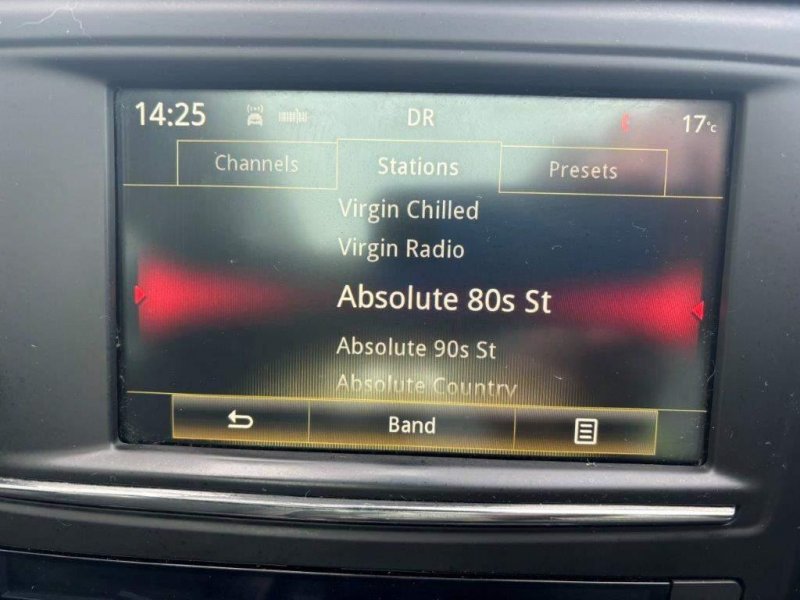 14:25 DR 17°c
Channels Stations Presets
Virgin Chilled
Virgin Radio
Absolute 80s St
Absolute 90s St
Absolute Country
Band